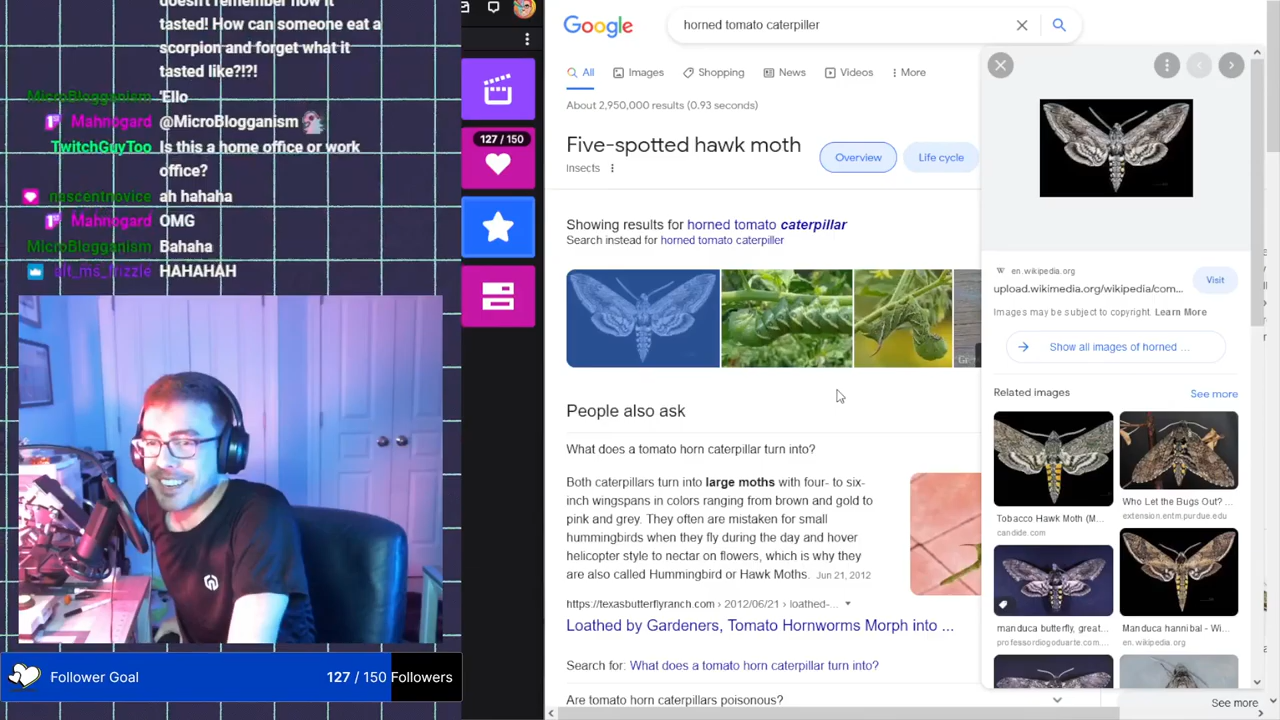 doesn't remember how it
tasted! How can someone eat a
scorpion and forget what it
tasted like?!?!
MicroBlogganism 'Ello
Mahnogard @MicroBlogganism
TwitchGuyToo Is this a home office or work
office?
nascentnovice ah hahaha
Mahnogard OMG
MicroBlogganism Bahaha
alt_ms_frizzle HAHAHAH
Follower Goal 127 / 150 Followers
127 / 150
Google
horned tomato caterpiller
All Images Shopping News Videos More
About 2,950,000 results (0.93 seconds)
Five-spotted hawk moth
Overview Life cycle
Insects
Showing results for horned tomato caterpillar
Search instead for horned tomato caterpiller
People also ask
What does a tomato horn caterpillar turn into?
Both caterpillars turn into large moths with four- to six-
inch wingspans in colors ranging from brown and gold to
pink and grey. They often are mistaken for small
hummingbirds when they fly during the day and hover
helicopter style to nectar on flowers, which is why they
are also called Hummingbird or Hawk Moths. Jun 21, 2012
https://texasbutterflyranch.com › 2012/06/21 › loathed-...
Loathed by Gardeners, Tomato Hornworms Morph into ...
Search for: What does a tomato horn caterpillar turn into?
Are tomato horn caterpillars poisonous?
W en.wikipedia.org
upload.wikimedia.org/wikipedia/com...
Visit
Images may be subject to copyright. Learn More
Show all images of horned ...
Related images See more
Tobacco Hawk Moth (M...
candide.com
Who Let the Bugs Out? ...
extension.entm.purdue.edu
manduca butterfly, great...
professordiogoduarte.com....
Manduca hannibal - Wi...
en.wikipedia.org
See more